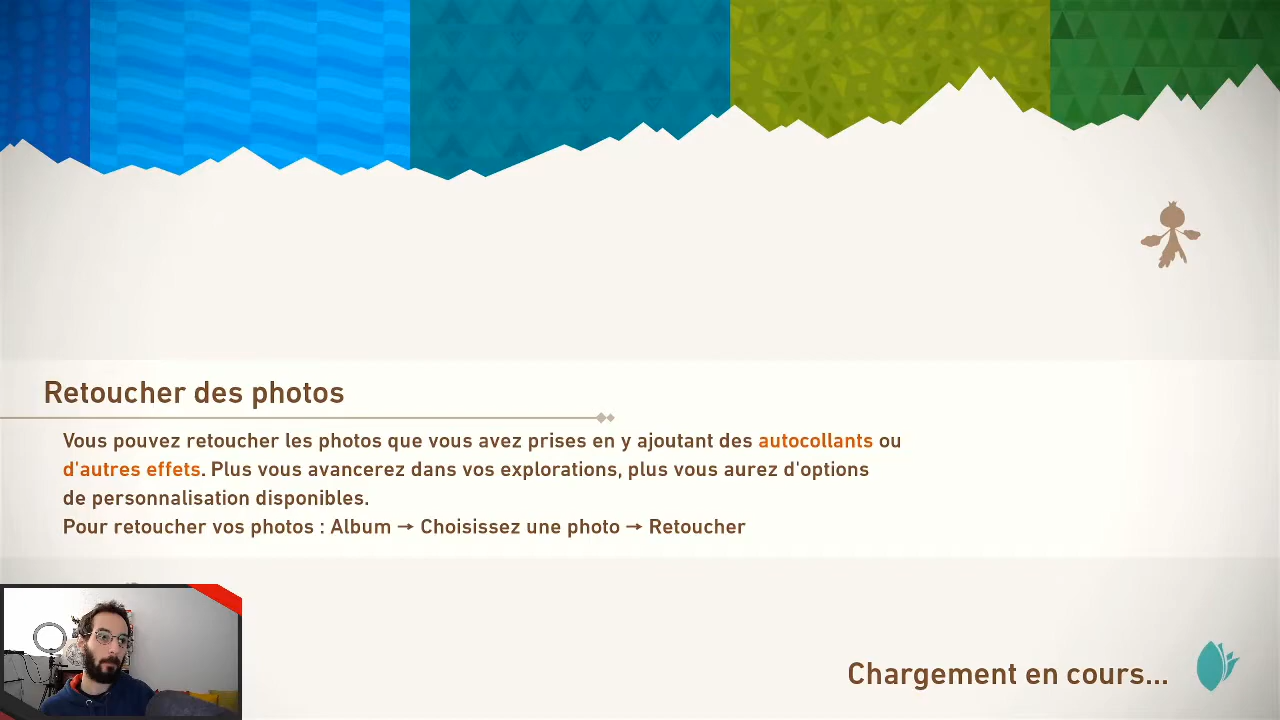 Retoucher des photos
Vous pouvez retoucher les photos que vous avez prises en y ajoutant des autocollants ou
d'autres effets. Plus vous avancerez dans vos explorations, plus vous aurez d'options
de personnalisation disponibles.
Pour retoucher vos photos : Album → Choisissez une photo → Retoucher
Chargement en cours...